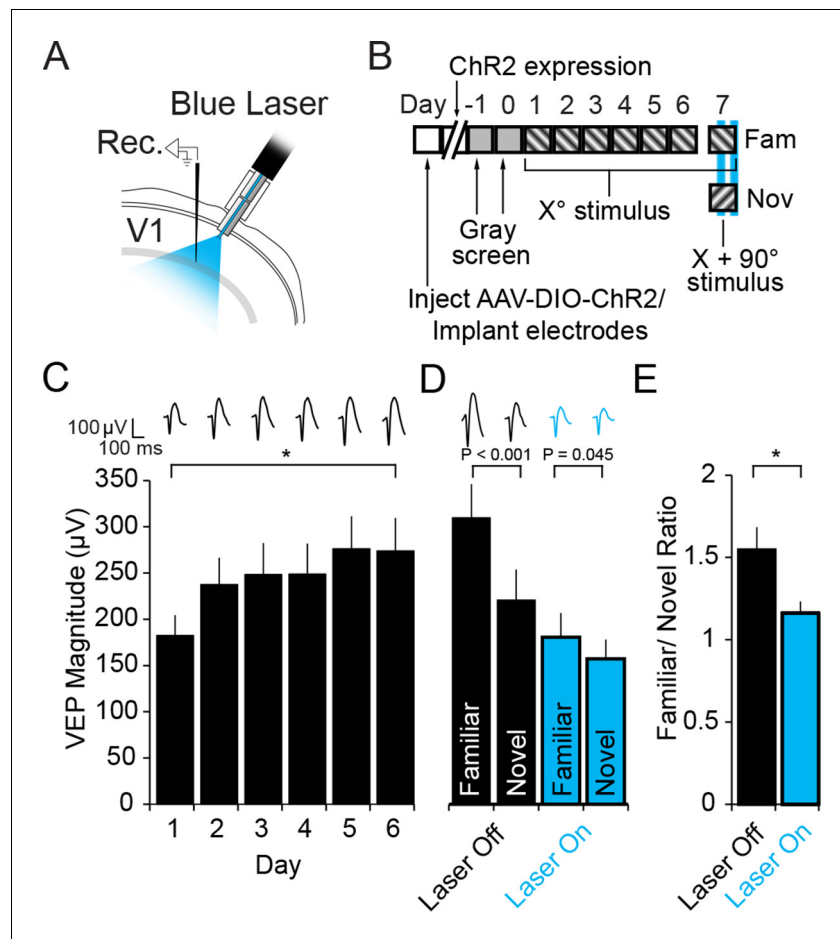 A
Blue Laser
Rec.
V1
B
ChR2 expression
Day -1 0 1 2 3 4 5 6 7
Fam
Nov
X° stimulus
Gray
screen
X + 90°
stimulus
Inject AAV-DIO-ChR2/
Implant electrodes
C
100 µV
100 ms
*
VEP Magnitude (µV)
350
300
250
200
150
100
50
0
1 2 3 4 5 6
Day
D
P < 0.001 P = 0.045
Familiar
Novel
Familiar
Novel
Laser Off
Laser On
E
*
Familiar/ Novel Ratio
2
1.5
1
0.5
0
Laser Off
Laser On